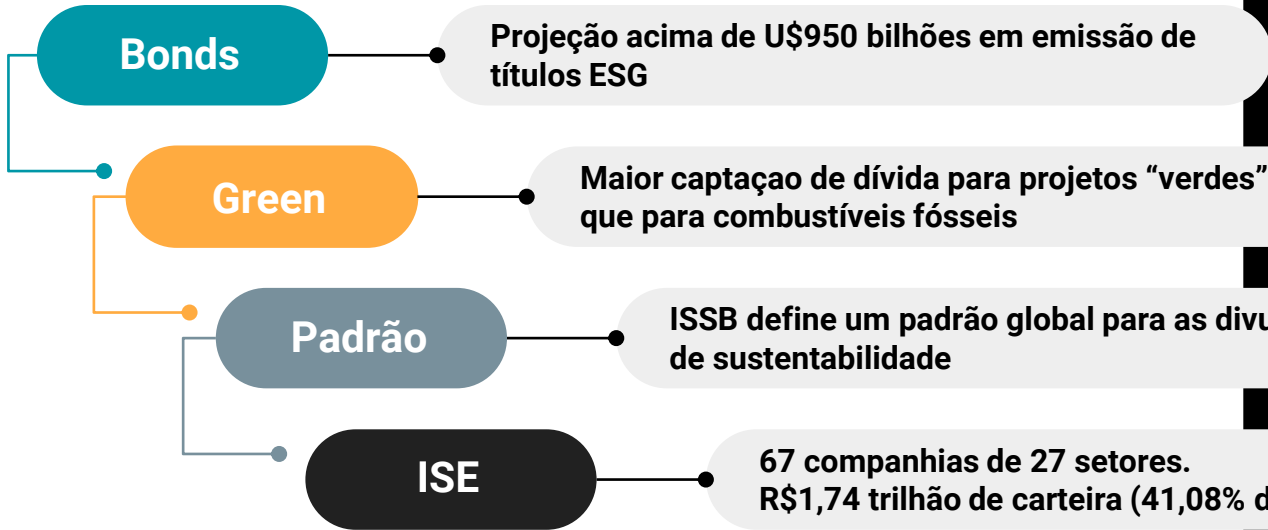 Bonds
Projeção acima de U$950 bilhões em emissão de
títulos ESG
Green
Maior captaçao de dívida para projetos “verdes”
que para combustíveis fósseis
Padrão
ISSB define um padrão global para as
de sustentabilidade
ISE
67 companhias de 27 setores.
R$1,74 trilhão de carteira (41,08%